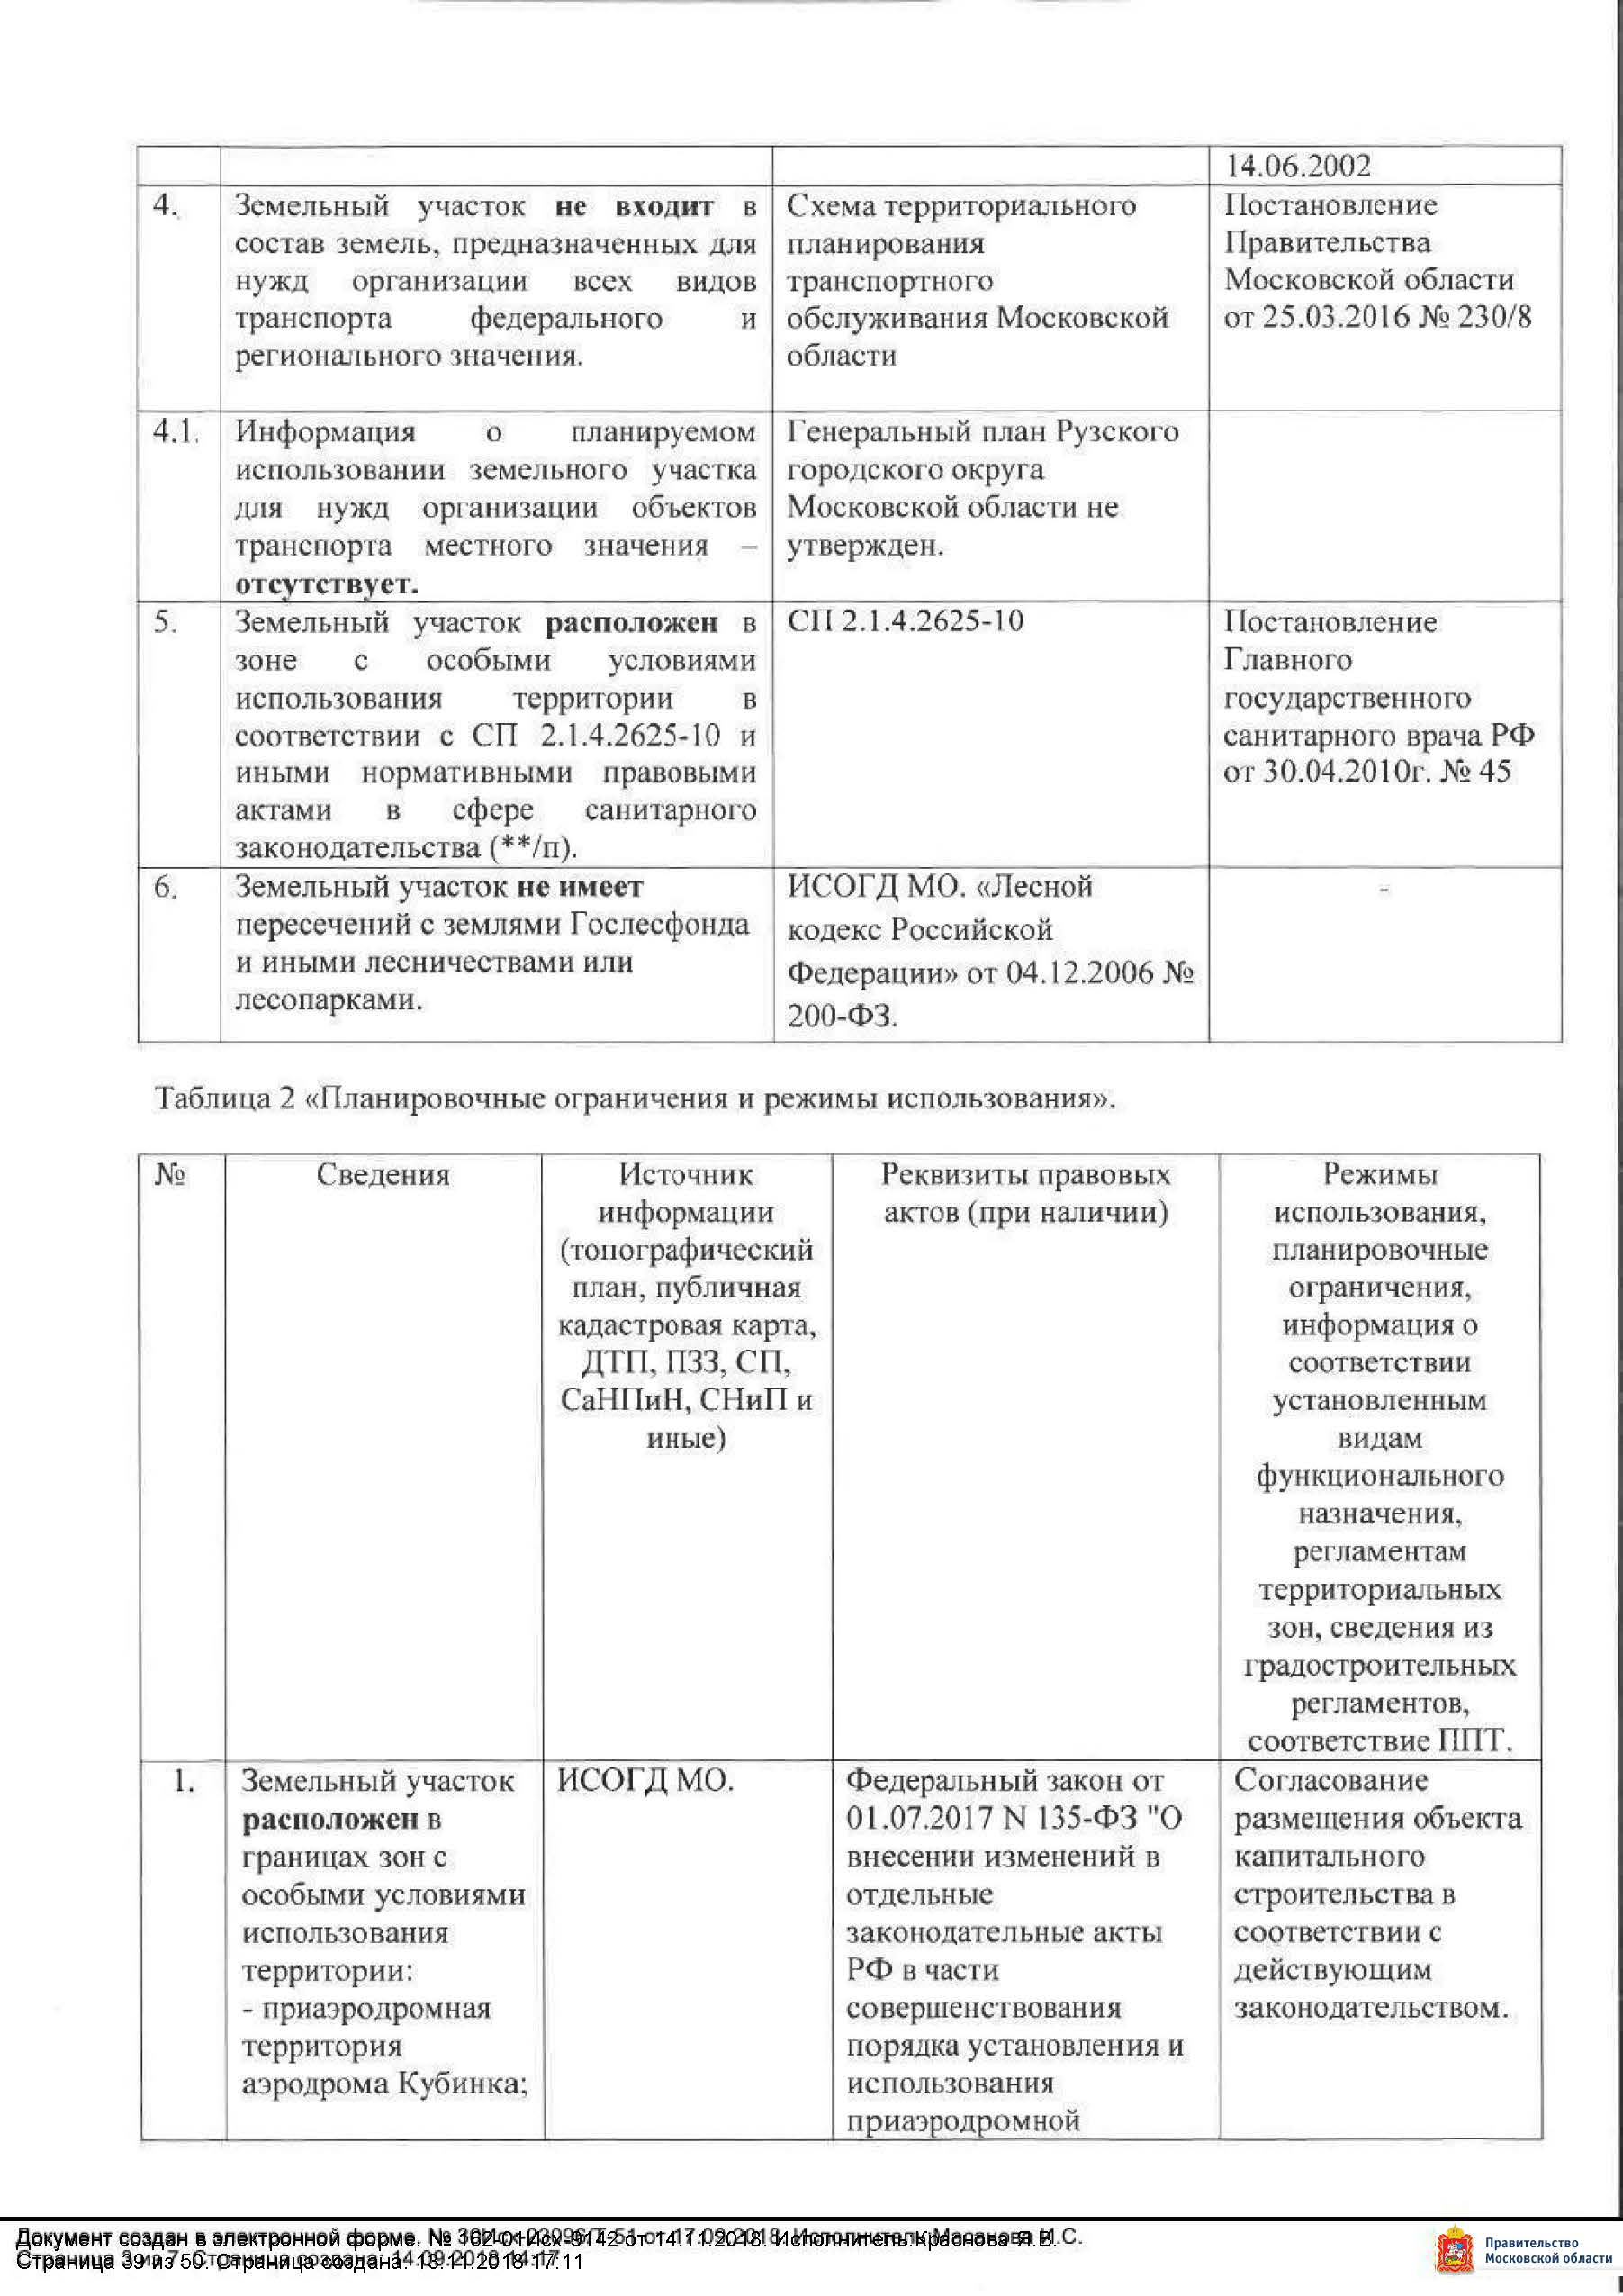 14.06.2002
4. Земельный участок не входит в
состав земель, предназначенных для
нужд организации всех видов
транспорта федерального и
регионального значения.
Схема территориального
планирования
транспортного
обслуживания Московской
области
Постановление
Правительства
Московской области
от 25.03.2016 № 230/8
4.1. Информация о планируемом
использовании земельного участка
для нужд организации объектов
транспорта местного значения –
отсутствует.
Генеральный план Рузского
городского округа
Московской области не
утвержден.
5. Земельный участок расположен в
зоне с особыми условиями
использования территории в
соответствии с СП 2.1.4.2625-10 и
иными нормативными правовыми
актами в сфере санитарного
законодательства (**/п).
СП 2.1.4.2625-10
Постановление
Главного
государственного
санитарного врача РФ
от 30.04.2010г. № 45
6. Земельный участок не имеет
пересечений с землями Гослесфонда
и иными лесничествами или
лесопарками.
ИСОГД МО. «Лесной
кодекс Российской
Федерации» от 04.12.2006 №
200-ФЗ.
-
Таблица 2 «Планировочные ограничения и режимы использования».
№
Сведения
Источник
информации
(топографический
план, публичная
кадастровая карта,
ДТП, ПЗЗ, СП,
СаНПиН, СНиП и
иные)
Реквизиты правовых
актов (при наличии)
Режимы
использования,
планировочные
ограничения,
информация о
соответствии
установленным
видам
функционального
назначения,
регламентам
территориальных
зон, сведения из
градостроительных
регламентов,
соответствие ППТ.
1. Земельный участок
расположен в
границах зон с
особыми условиями
использования
территории:
- приаэродромная
территория
аэродрома Кубинка;
ИСОГД МО.
Федеральный закон от
01.07.2017 N 135-ФЗ "О
внесении изменений в
отдельные
законодательные акты
РФ в части
совершенствования
порядка установления и
использования
приаэродромной
Согласование
размещения объекта
капитального
строительства в
соответствии с
действующим
законодательством.
Документ создан в электронной форме. №
Правительство
Московской области